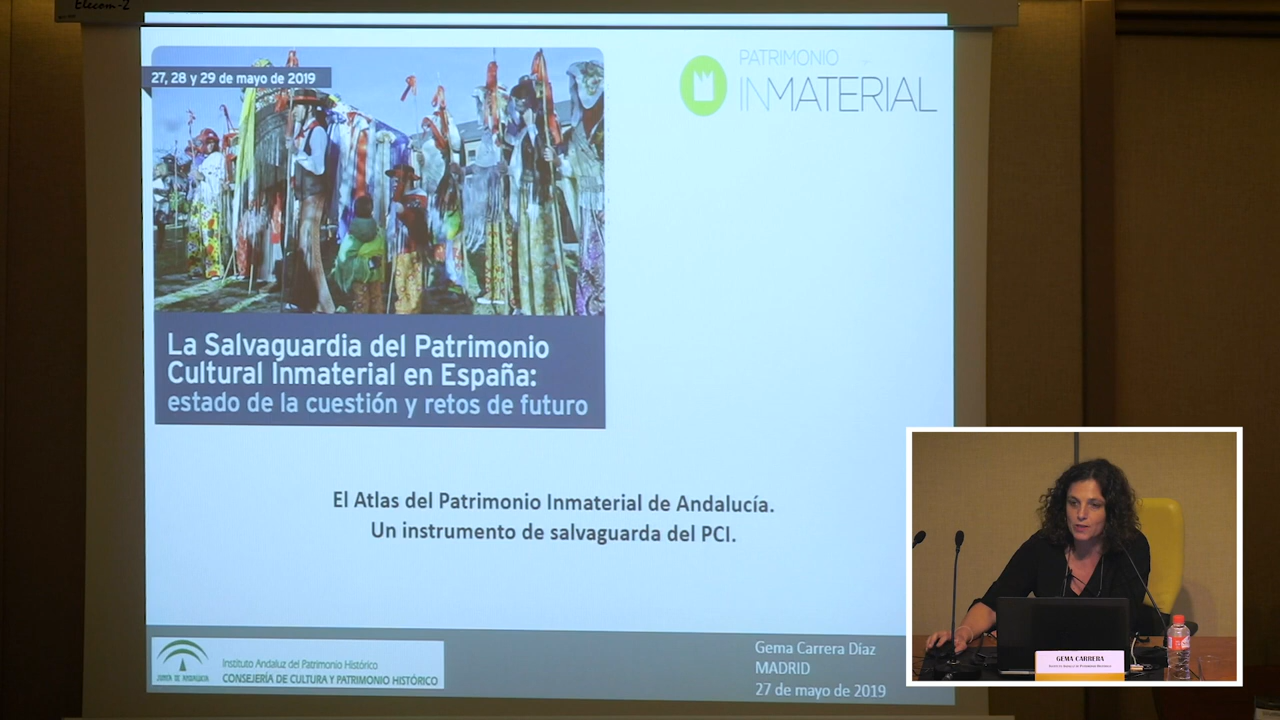 Elecom-2
27, 28 y 29 de mayo de 2019
PATRIMONIO
INMATERIAL
La Salvaguardia del Patrimonio
Cultural Inmaterial en España:
estado de la cuestión y retos de futuro
El Atlas del Patrimonio Inmaterial de Andalucía.
Un instrumento de salvaguarda del PCI.
JUNTA DE ANDALUCIA
Instituto Andaluz del Patrimonio Histórico
CONSEJERÍA DE CULTURA Y PATRIMONIO HISTÓRICO
Gema Carrera Díaz
MADRID
27 de mayo de 2019
GEMA CARRERA